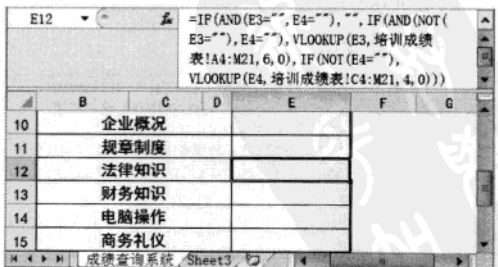 E12 fx =IF(AND(E3="",E4=""),"",IF(AND(NOT(
E3=""),E4=""),VLOOKUP(E3,培训成绩
表!A4:M21,6,0),IF(NOT(E4=""),
VLOOKUP(E4,培训成绩表!C4:M21,4,0)))
B C D E F G
10 企业概况
11 规章制度
12 法律知识
13 财务知识
14 电脑操作
15 商务礼仪
成绩查询系统 Sheet3